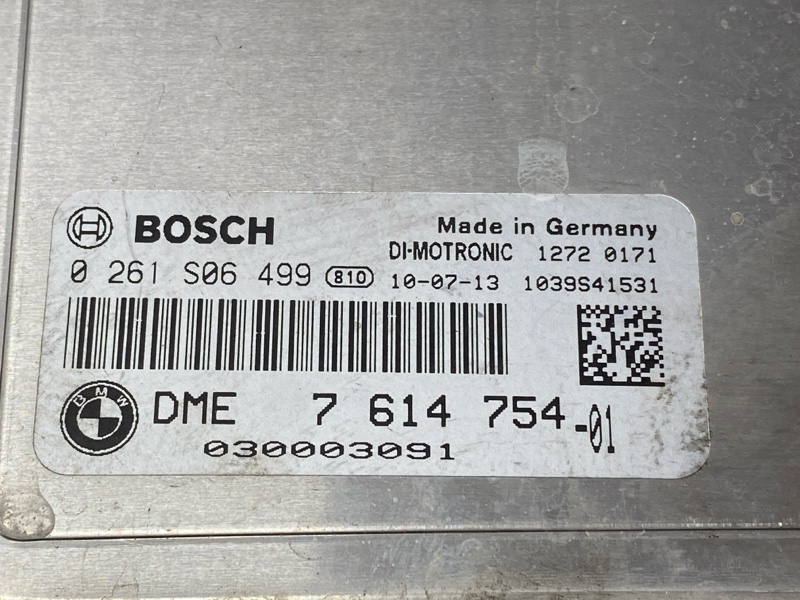 BOSCH Made in Germany
DI-MOTRONIC 1272 0171
0 261 S06 499 810 10-07-13 1039S41531
BMW DME 7 614 754-01
030003091